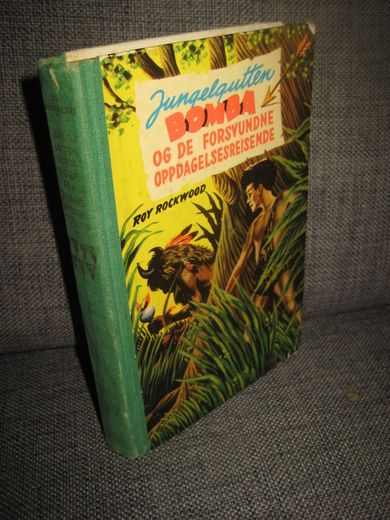 Jungelgutten
BOMBA
OG DE FORSVUNDNE
OPPDAGELSESREISENDE
ROY ROCKWOOD